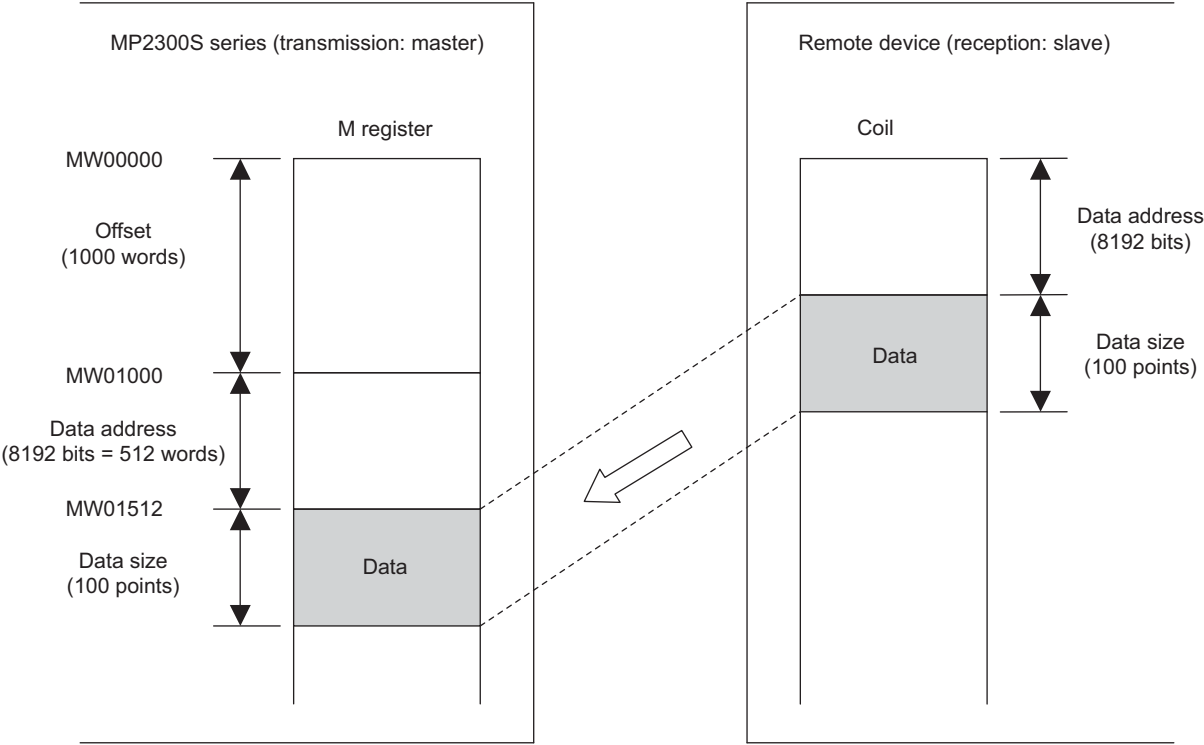 MP2300S series (transmission: master)
M register
MW00000
Offset
(1000 words)
MW01000
Data address
(8192 bits = 512 words)
MW01512
Data size
(100 points)
Data
Remote device (reception: slave)
Coil
Data address
(8192 bits)
Data
Data size
(100 points)